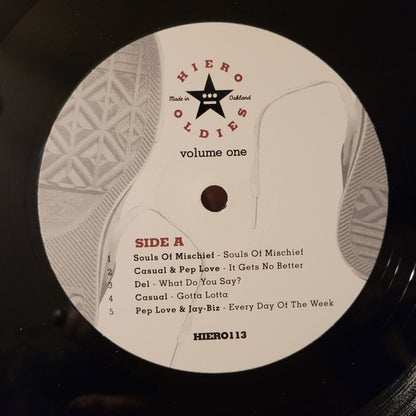 HIERO
Made in Oakland
OLDIES
volume one
SIDE A
1 Souls Of Mischief - Souls Of Mischief
2 Casual & Pep Love - It Gets No Better
3 Del - What Do You Say?
4 Casual - Gotta Lotta
5 Pep Love & Jay-Biz - Every Day Of The Week
HIERO113